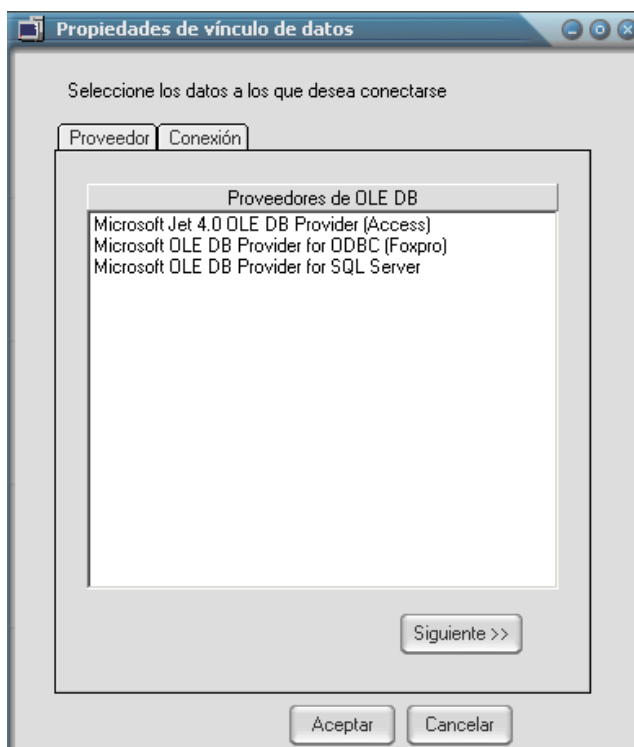 Propiedades de vínculo de datos
Seleccione los datos a los que desea conectarse
Proveedor Conexión
Proveedores de OLE DB
Microsoft Jet 4.0 OLE DB Provider (Access)
Microsoft OLE DB Provider for ODBC (Foxpro)
Microsoft OLE DB Provider for SQL Server
Siguiente >>
Aceptar Cancelar